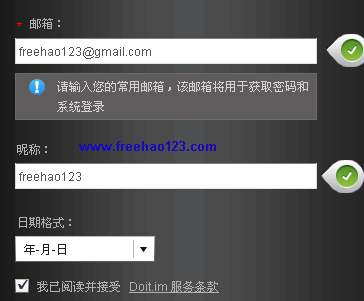 * 邮箱：
freehao123@gmail.com
请输入您的常用邮箱，该邮箱将用于获取密码和
系统登录
昵称：
www.freehao123.com
freehao123
日期格式：
年-月-日
我已阅读并接受 Doit.im 服务条款